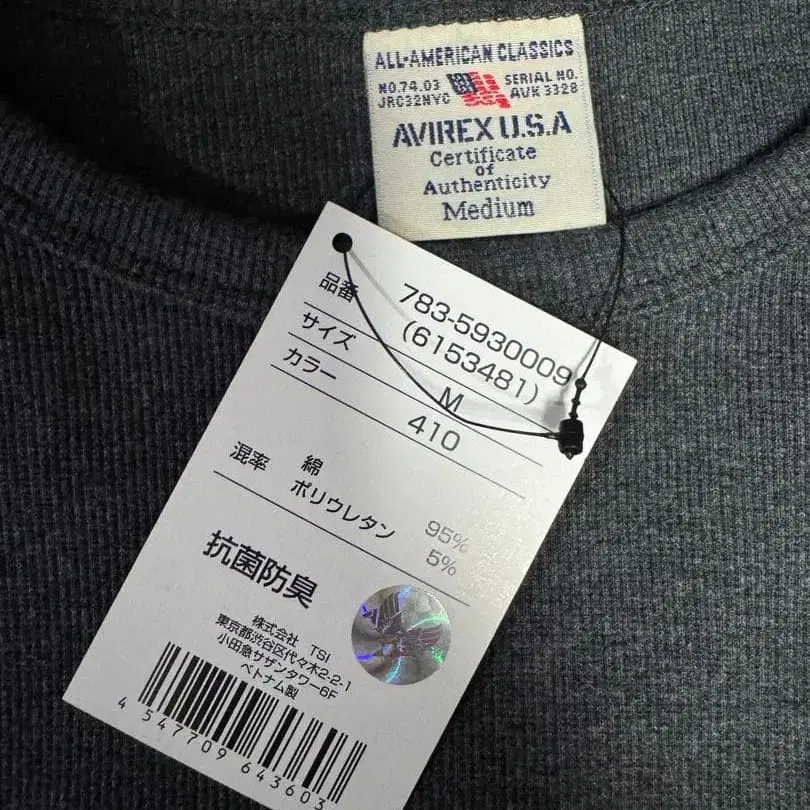 ALL-AMERICAN CLASSICS
NO.74.03 SERIAL NO.
JRC32NYC AVK 3328
AVIREX U.S.A
Certificate
of
Authenticity
Medium
品番 783-5930009
(6153481)
サイズ M
カラー 410
混率 綿 95%
ポリウレタン 5%
抗菌防臭
株式会社 TSI
東京都渋谷区代々木2-2-1
小田急サザンタワー6F
ベトナム製
4 547709 643603